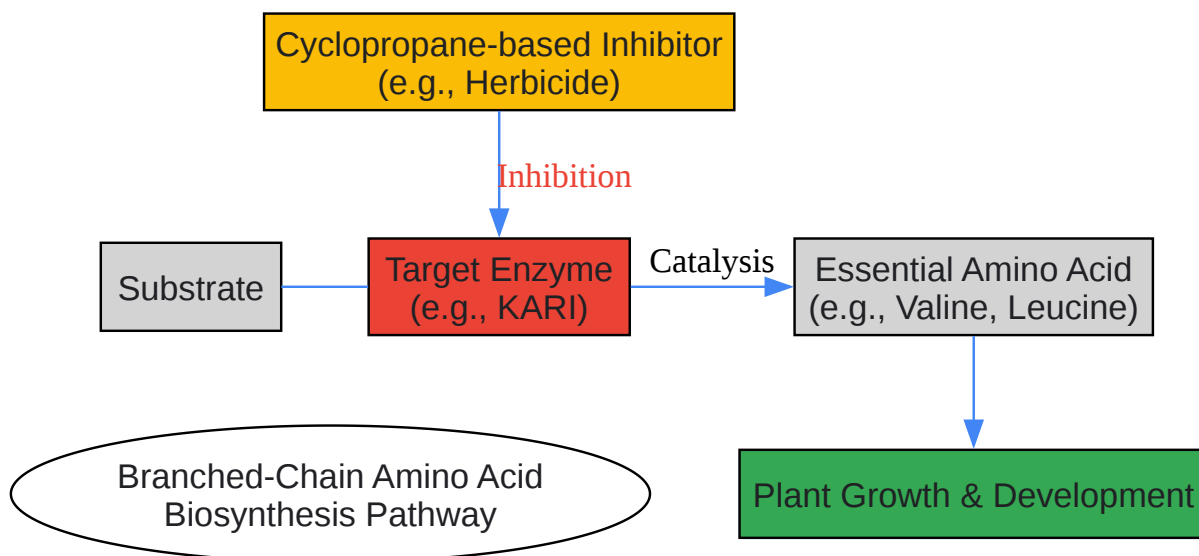 Cyclopropane-based Inhibitor
(e.g., Herbicide)
Inhibition
Substrate
Target Enzyme
(e.g., KARI)
Catalysis
Essential Amino Acid
(e.g., Valine, Leucine)
Branched-Chain Amino Acid
Biosynthesis Pathway
Plant Growth & Development